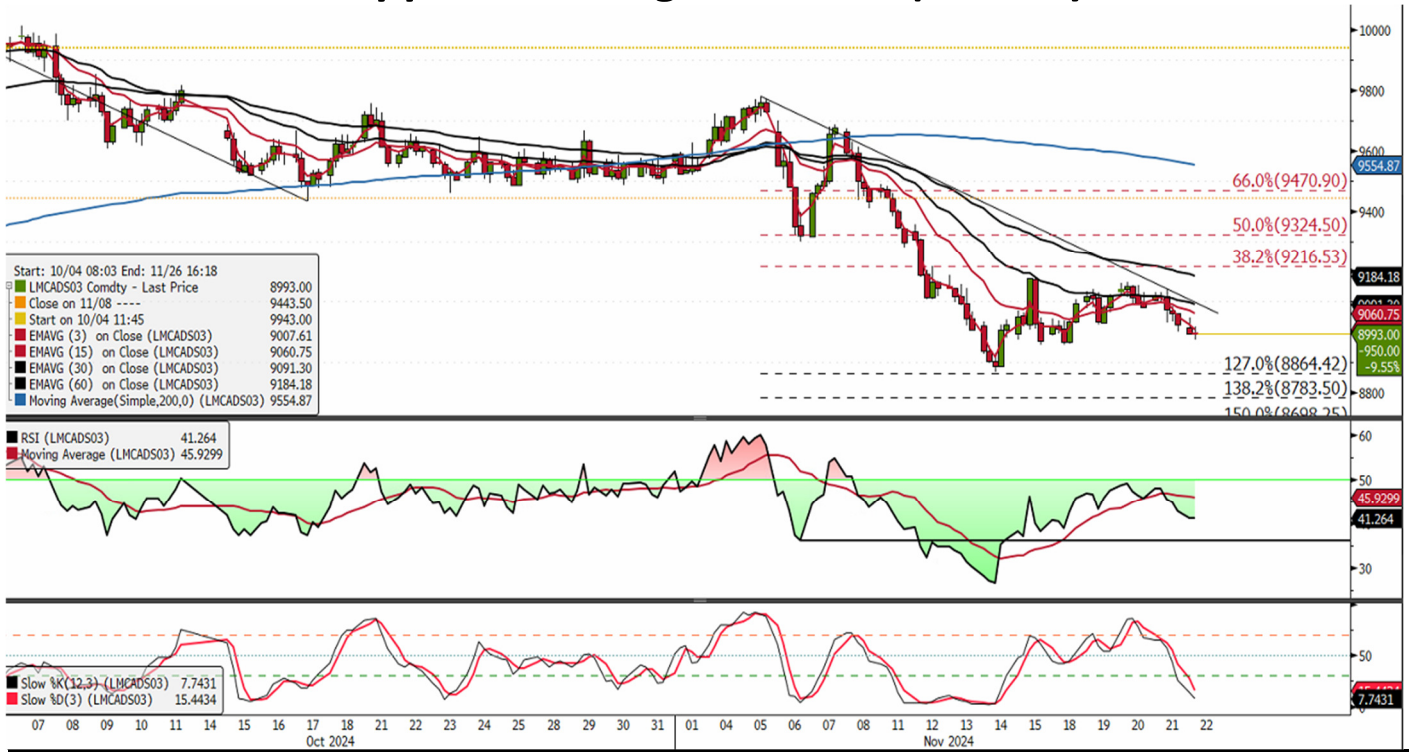 10000
9800
9600
9554.87
66.0%(9470.90)
9400
50.0%(9324.50)
38.2%(9216.53)
9184.18
9060.75
8993.00
-950.00
-9.55%
127.0%(8864.42)
8800
138.2%(8783.50)
150.0%(8698.25)
Start: 10/04 08:03 End: 11/26 16:18
LMCADS03 Comdty - Last Price 8993.00
Close on 11/08 ---- 9443.50
Start on 10/04 11:45 9943.00
EMAVG (3) on Close (LMCADS03) 9007.61
EMAVG (15) on Close (LMCADS03) 9060.75
EMAVG (30) on Close (LMCADS03) 9091.30
EMAVG (60) on Close (LMCADS03) 9184.18
Moving Average(Simple,200,0) (LMCADS03) 9554.87
RSI (LMCADS03) 41.264
Moving Average (LMCADS03) 45.9299
60
50
45.9299
41.264
30
Slow %K(12,3) (LMCADS03) 7.7431
Slow %D(3) (LMCADS03) 15.4434
50
15.4434
7.7431
0
07 08 09 10 11 14 15 16 17 18 21 22 23 24 25 28 29 30 31 01 04 05 06 07 08 11 12 13 14 15 18 19 20 21 22
Oct 2024 Nov 2024